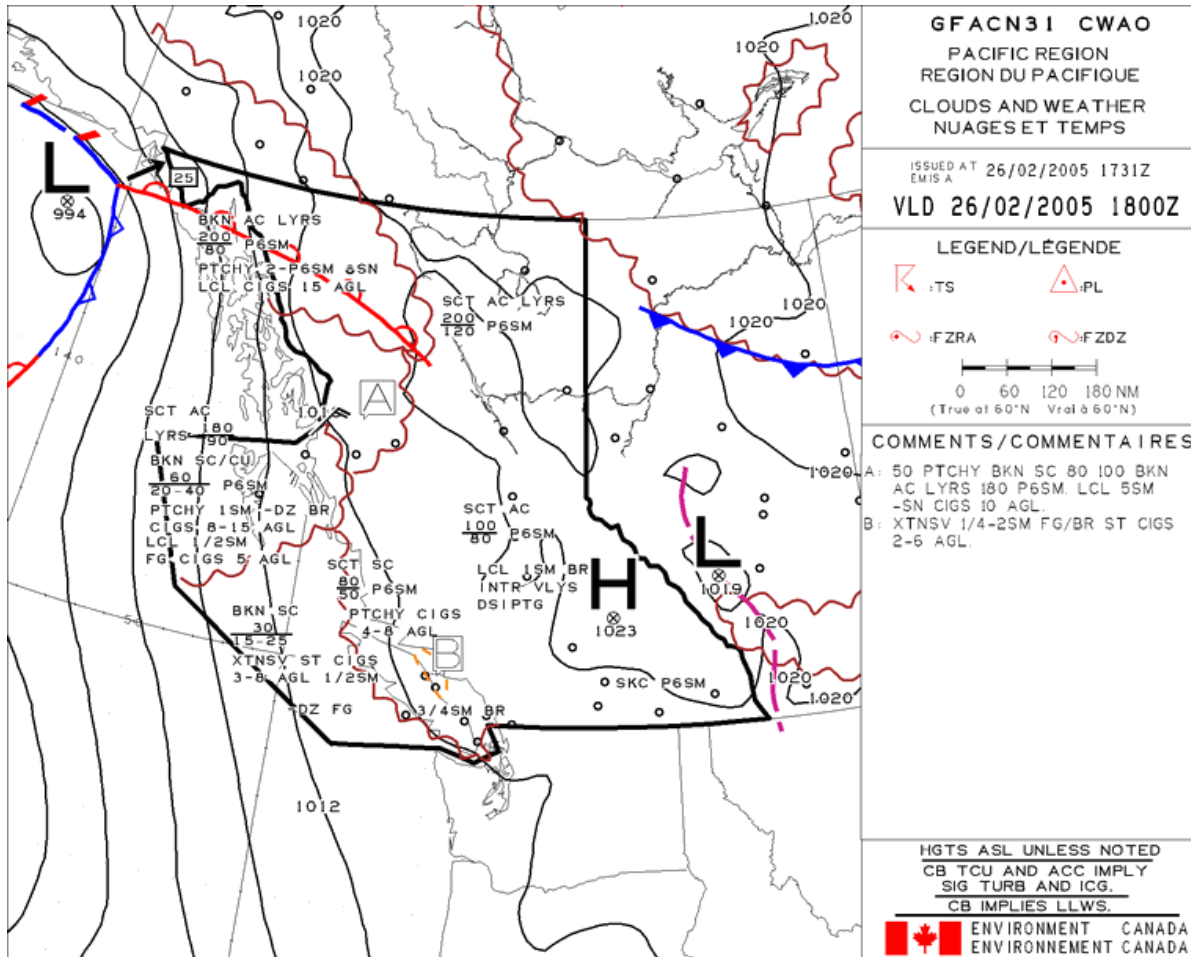 GFACN31 CWAO
PACIFIC REGION
REGION DU PACIFIQUE
CLOUDS AND WEATHER
NUAGES ET TEMPS
ISSUED AT
EMIS A
26/02/2005 1731Z
VLD 26/02/2005 1800Z
LEGEND/LÉGENDE
:TS
:PL
:FZRA
:FZDZ
0 60 120 180 NM
(True at 60°N Vrai à 60°N)
COMMENTS/COMMENTAIRES
A: 50 PTCHY BKN SC 80 100 BKN
AC LYRS 180 P6SM. LCL 5SM
-SN CIGS 10 AGL.
B: XTNSV 1/4-2SM FG/BR ST CIGS
2-6 AGL.
HGTS ASL UNLESS NOTED
CB TCU AND ACC IMPLY
SIG TURB AND ICG.
CB IMPLIES LLWS.
ENVIRONMENT CANADA
ENVIRONNEMENT CANADA
1020
1020
1020
1020
1020
1020
1020
1020
L
994
25
140
BKN AC LYRS
200
80 P6SM
PTCHY 2-P6SM -SN
LCL CIGS 15 AGL
SCT AC LYRS
200
120 P6SM
A
SCT AC
LYRS 180
90
BKN SC/CU
60
20-40 P6SM
PTCHY 1SM -DZ BR
CIGS 8-15 AGL
LCL 1/2SM
FG CIGS 5 AGL
SCT AC
100
80 P6SM
LCL 1SM BR
INTR VLYS
DSIPTG
SCT SC
80
50 P6SM
PTCHY CIGS
4-8 AGL
B
3/4SM BR
BKN SC
30
15-25
XTNSV ST CIGS
3-8 AGL 1/2SM
-DZ FG
50
H
1023
L
1019
1020
1020
1020
SKC P6SM
1012